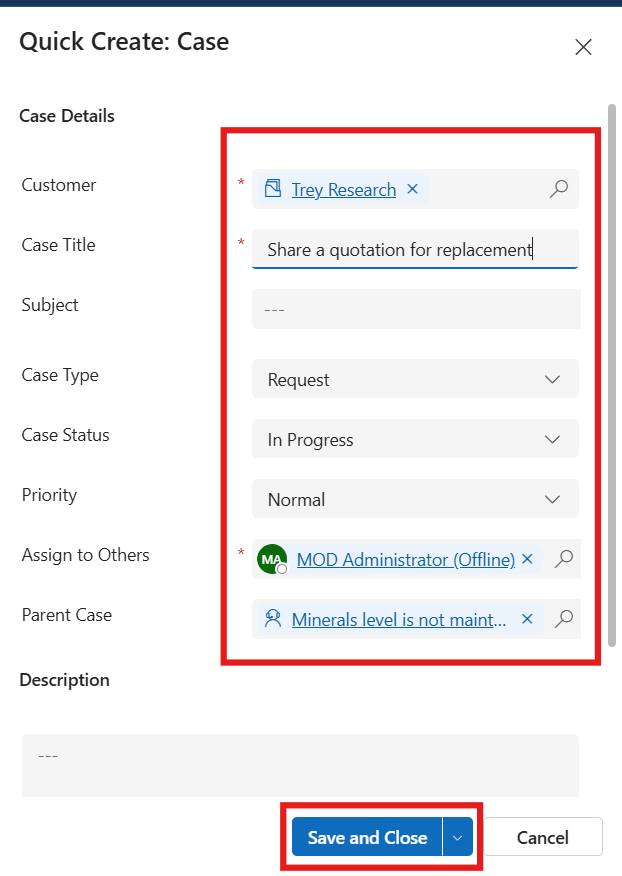 Quick Create: Case
Case Details
Customer * Trey Research
Case Title * Share a quotation for replacement
Subject ---
Case Type Request
Case Status In Progress
Priority Normal
Assign to Others * MA MOD Administrator (Offline)
Parent Case Minerals level is not maint...
Description
---
Save and Close Cancel